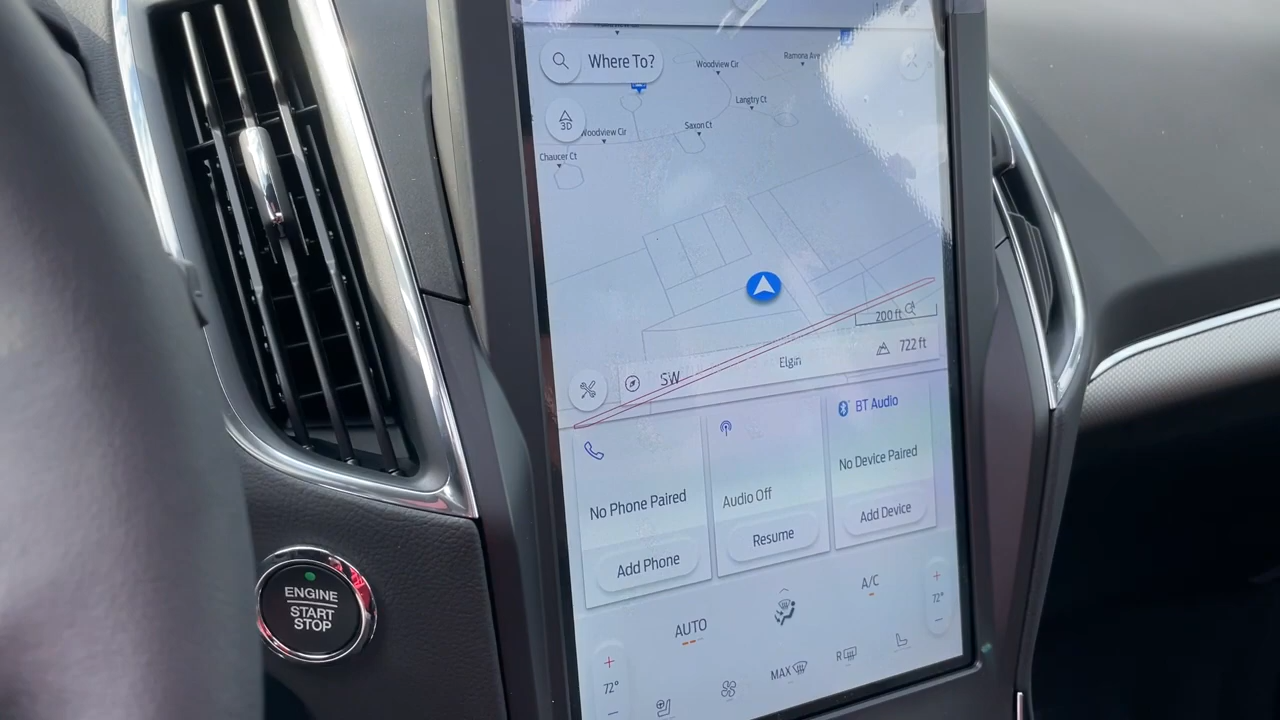 Where To?
Woodview Cir
Ramona Ave
3D
Woodview Cir
Saxon Ct
Langtry Ct
Chaucer Ct
200 ft
SW
Elgin
722 ft
No Phone Paired
Add Phone
Audio Off
Resume
BT Audio
No Device Paired
Add Device
ENGINE
START
STOP
AUTO
A/C
72°
72°
MAX
R